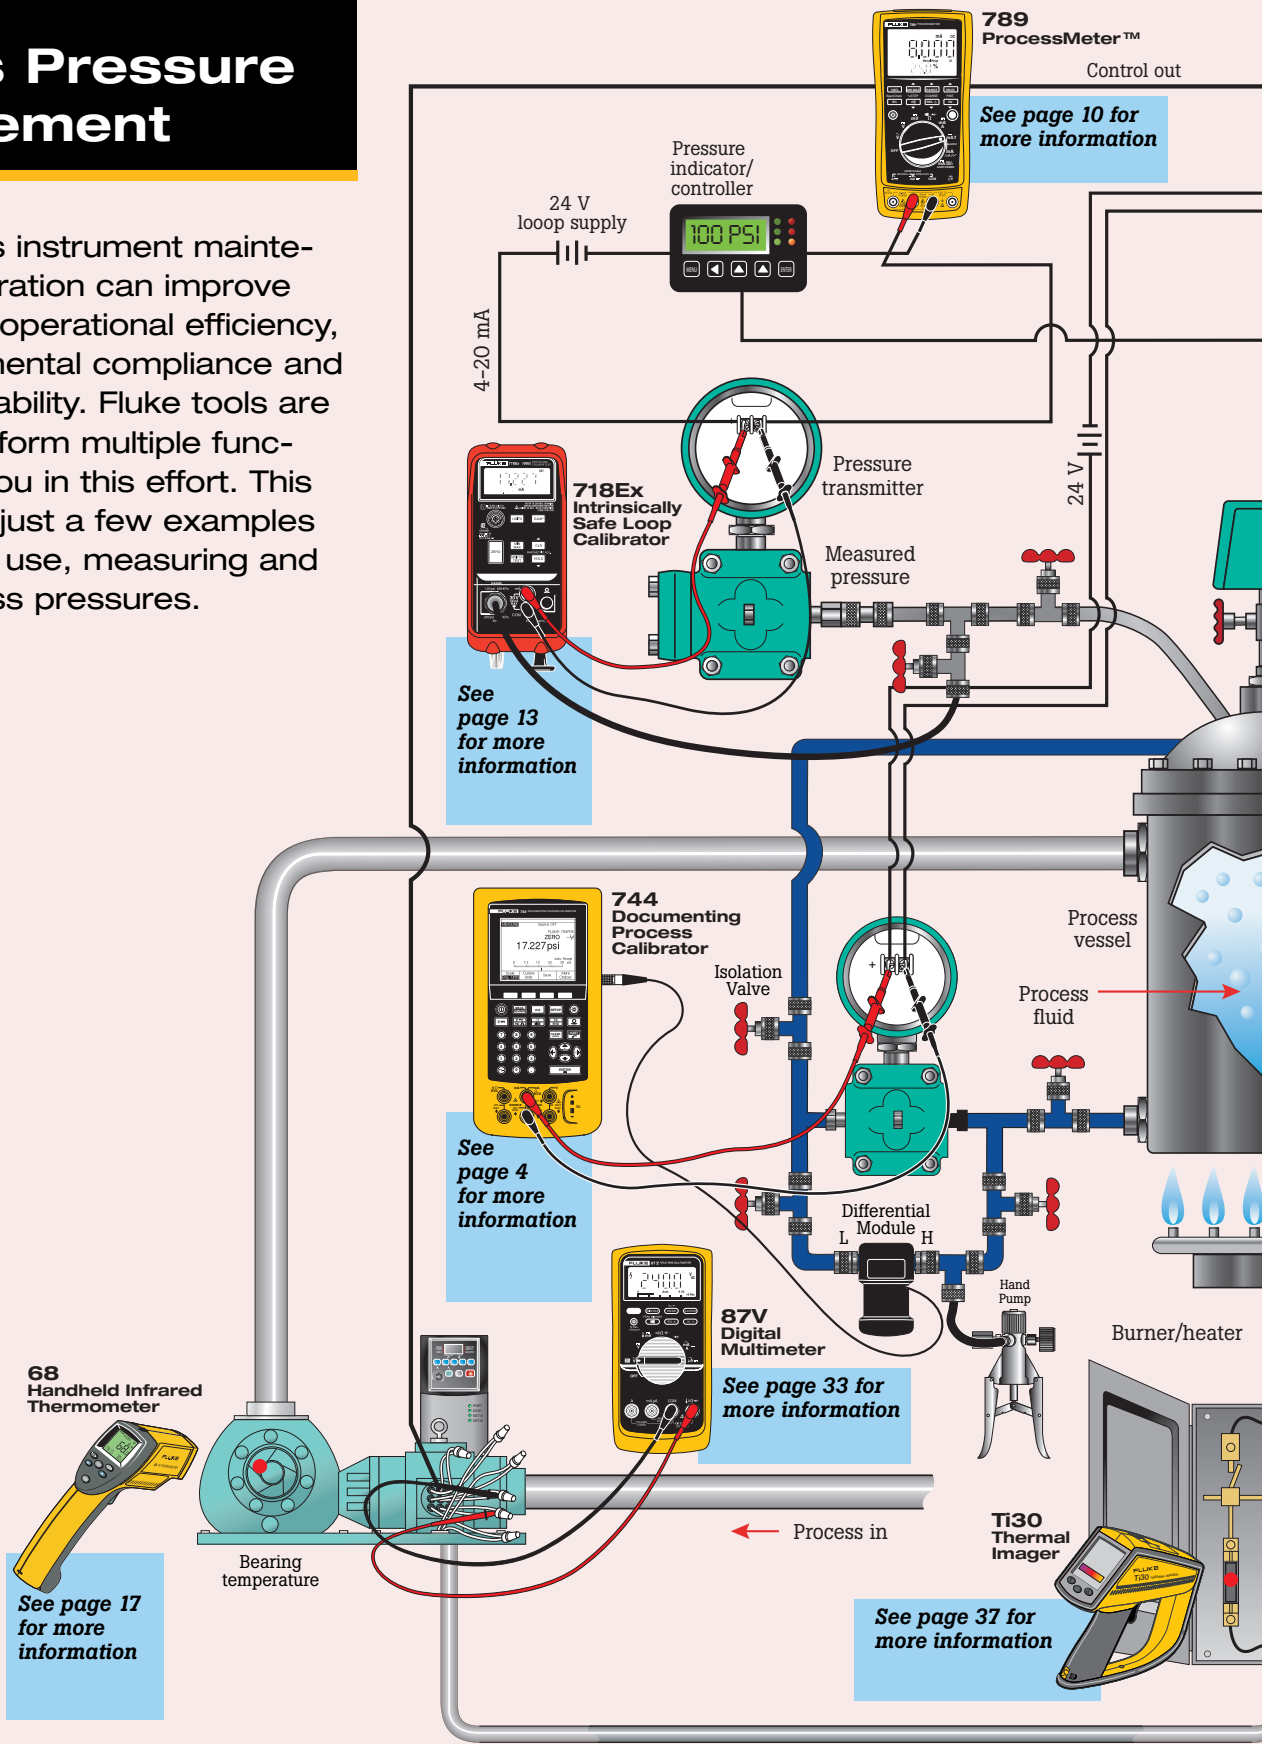 s Pressure
ement
s instrument mainte-
ration can improve
operational efficiency,
mental compliance and
ability. Fluke tools are
form multiple func-
ou in this effort. This
just a few examples
use, measuring and
ss pressures.
789
ProcessMeter™
Control out
See page 10 for
more information
Pressure
indicator/
controller
24 V
looop supply
100 PSI
MENU
ENTER
4–20 mA
24 V
718Ex
Intrinsically
Safe Loop
Calibrator
Pressure
transmitter
Measured
pressure
See
page 13
for more
information
744
Documenting
Process
Calibrator
17.227psi
Isolation
Valve
Process
vessel
Process
fluid
See
page 4
for more
information
Differential
Module
L
H
Hand
Pump
Burner/heater
87V
Digital
Multimeter
See page 33 for
more information
68
Handheld Infrared
Thermometer
FLUKE
Bearing
temperature
See page 17
for more
information
Process in
Ti30
Thermal
Imager
FLUKE
Ti30
See page 37 for
more information